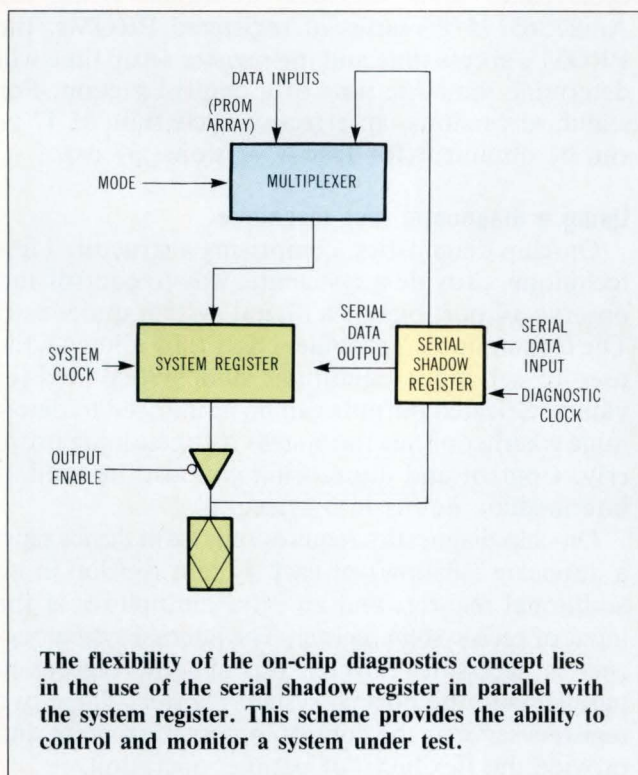 DATA INPUTS
(PROM
ARRAY)
MODE
MULTIPLEXER
SYSTEM
CLOCK
SYSTEM REGISTER
SERIAL
DATA
OUTPUT
SERIAL
SHADOW
REGISTER
SERIAL
DATA
INPUT
DIAGNOSTIC
CLOCK
OUTPUT
ENABLE
The flexibility of the on-chip diagnostics concept lies
in the use of the serial shadow register in parallel with
the system register. This scheme provides the ability to
control and monitor a system under test.